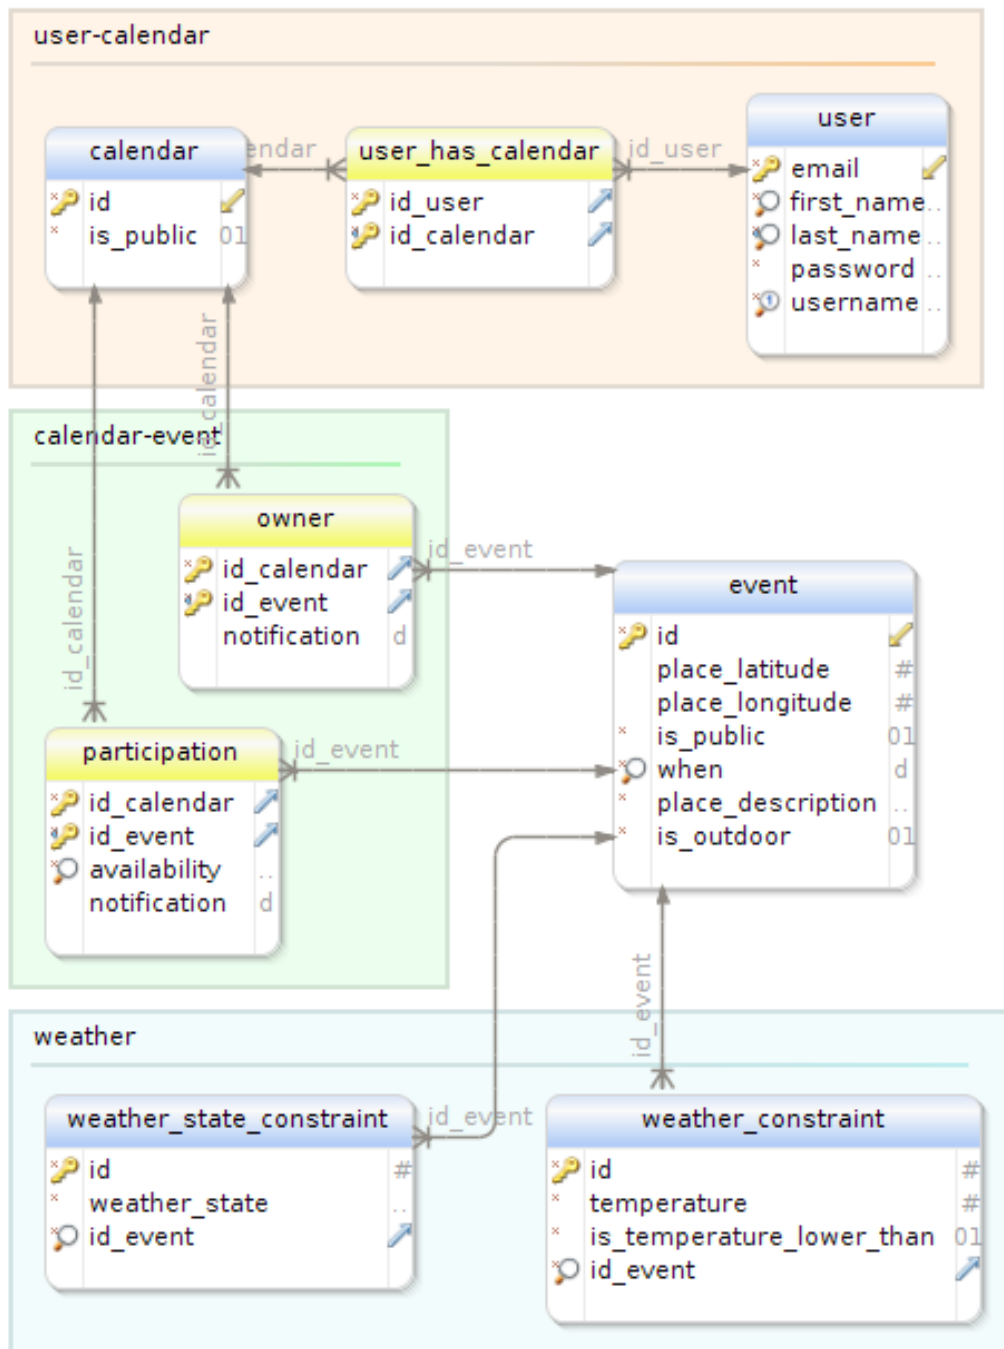 user-calendar
calendar
id
is_public 01
endar
user_has_calendar
id_user
id_calendar
id_user
user
email
first_name..
last_name..
password ..
username ..
id_calendar
id_calendar
calendar-event
owner
id_calendar
id_event
notification d
id_event
participation
id_calendar
id_event
availability ..
notification d
id_event
event
id
place_latitude #
place_longitude #
is_public 01
when d
place_description ..
is_outdoor 01
id_event
weather
weather_state_constraint
id #
weather_state ..
id_event
id_event
weather_constraint
id #
temperature #
is_temperature_lower_than 01
id_event